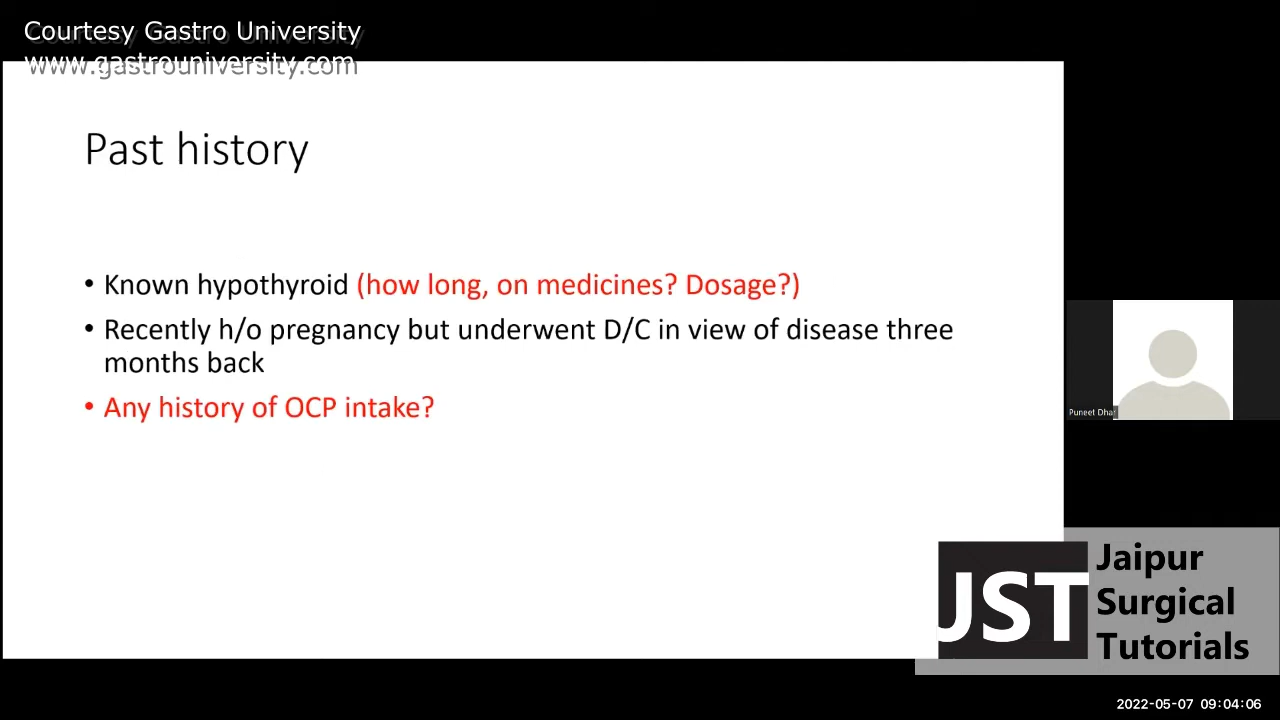 Courtesy Gastro University
www.gastrouniversity.com
Past history
• Known hypothyroid (how long, on medicines? Dosage?)
• Recently h/o pregnancy but underwent D/C in view of disease three
months back
• Any history of OCP intake?
Puneet Dhar
JST
Jaipur
Surgical
Tutorials
2022-05-07 09:04:06